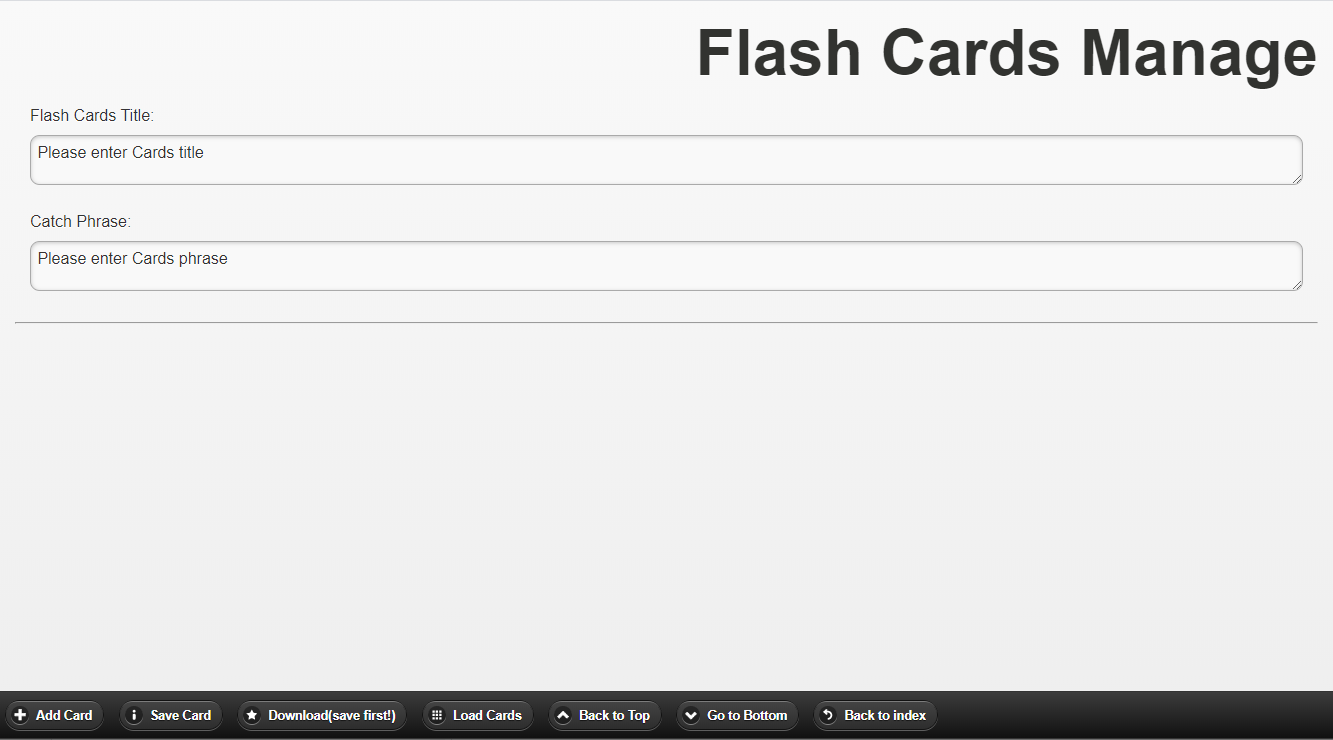 Flash Cards Manage
Flash Cards Title:
Please enter Cards title
Catch Phrase:
Please enter Cards phrase
Add Card Save Card Download(save first!) Load Cards Back to Top Go to Bottom Back to index